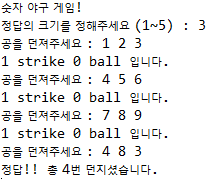 숫자 야구 게임!
정답의 크기를 정해주세요 (1~5) : 3
공을 던져주세요 : 1 2 3
1 strike 0 ball 입니다.
공을 던져주세요 : 4 5 6
1 strike 0 ball 입니다.
공을 던져주세요 : 7 8 9
1 strike 0 ball 입니다.
공을 던져주세요 : 4 8 3
정답!! 총 4번 던지셨습니다.